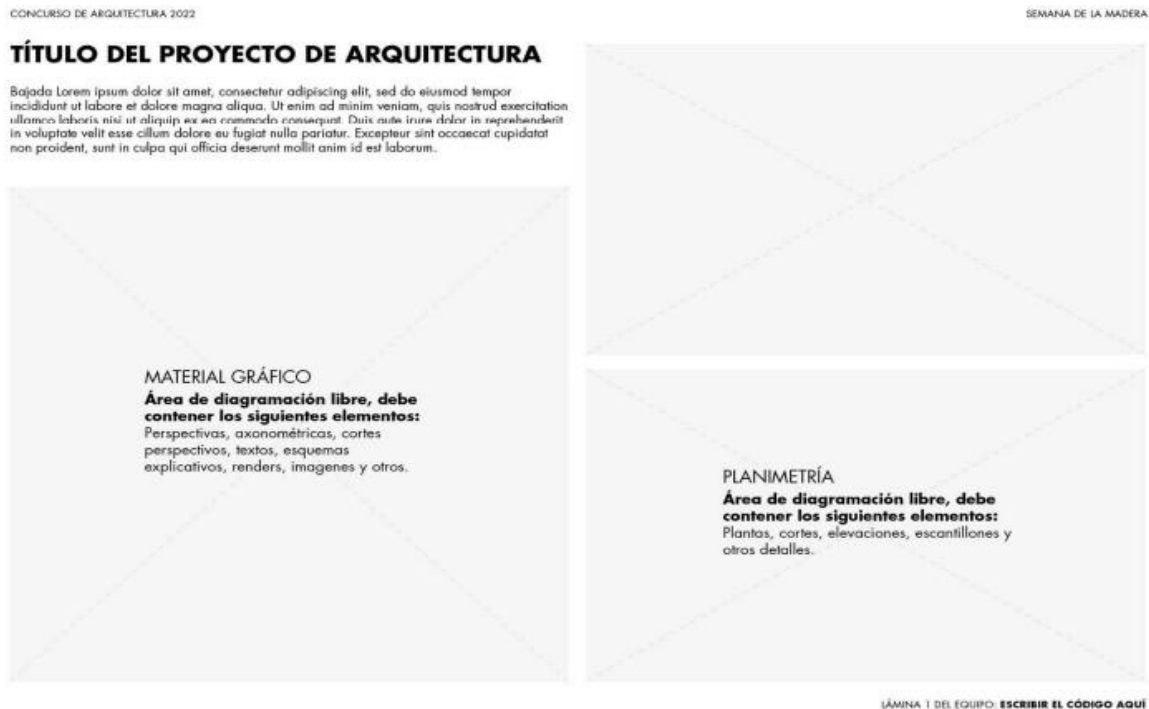 CONCURSO DE ARQUITECTURA 2022
SEMANA DE LA MADERA
TÍTULO DEL PROYECTO DE ARQUITECTURA
Bajada Lorem ipsum dolor sit amet, consectetur adipiscing elit, sed do eiusmod tempor
incididunt ut labore et dolore magna aliqua. Ut enim ad minim veniam, quis nostrud exercitation
ullamco laboris nisi ut aliquip ex ea commodo consequat. Duis aute irure dolor in reprehenderit
in voluptate velit esse cillum dolore eu fugiat nulla pariatur. Excepteur sint occaecat cupidatat
non proident, sunt in culpa qui officia deserunt mollit anim id est laborum.
MATERIAL GRÁFICO
Área de diagramación libre, debe
contener los siguientes elementos:
Perspectivas, axonométricas, cortes
perspectivos, textos, esquemas
explicativos, renders, imagenes y otros.
PLANIMETRÍA
Área de diagramación libre, debe
contener los siguientes elementos:
Plantas, cortes, elevaciones, escantillones y
otros detalles.
LÁMINA 1 DEL EQUIPO: ESCRIBIR EL CÓDIGO AQUÍ